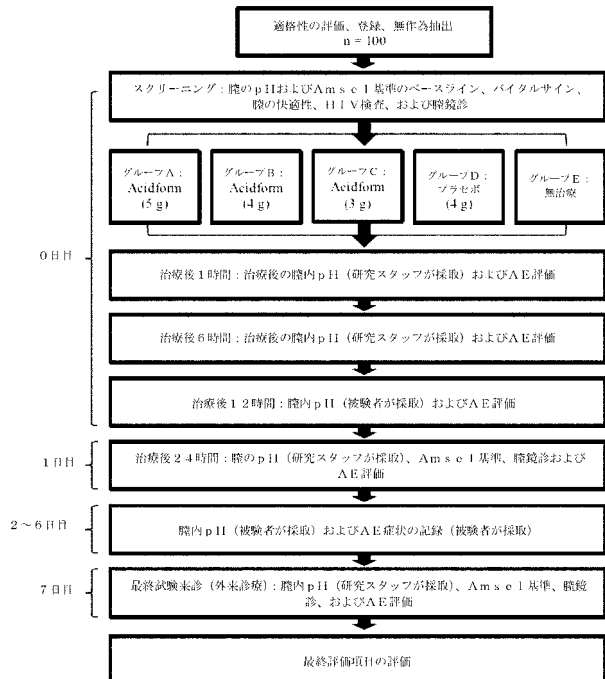 適格性の評価、登録、無作為抽出
n = 100
スクリーニング：膣のｐＨおよびＡｍｓｅｌ基準のベースライン、バイタルサイン、
膣の快適性、ＨＩＶ検査、および膣鏡診
グループＡ：
Acidform
(5 g)
グループＢ：
Acidform
(4 g)
グループＣ：
Acidform
(3 g)
グループＤ：
プラセボ
(4 g)
グループＥ：
無治療
０日目
治療後１時間：治療後の膣内ｐＨ（研究スタッフが採取）およびＡＥ評価
治療後６時間：治療後の膣内ｐＨ（研究スタッフが採取）およびＡＥ評価
治療後１２時間：膣内ｐＨ（被験者が採取）およびＡＥ評価
１日目
治療後２４時間：膣のｐＨ（研究スタッフが採取）、Ａｍｓｅｌ基準、膣鏡診および
ＡＥ評価
２～６日目
膣内ｐＨ（被験者が採取）およびＡＥ症状の記録（被験者が採取）
７日目
最終試験来診（外来診療）：膣内ｐＨ（研究スタッフが採取）、Ａｍｓｅｌ基準、膣鏡
診、およびＡＥ評価
最終評価項目の評価